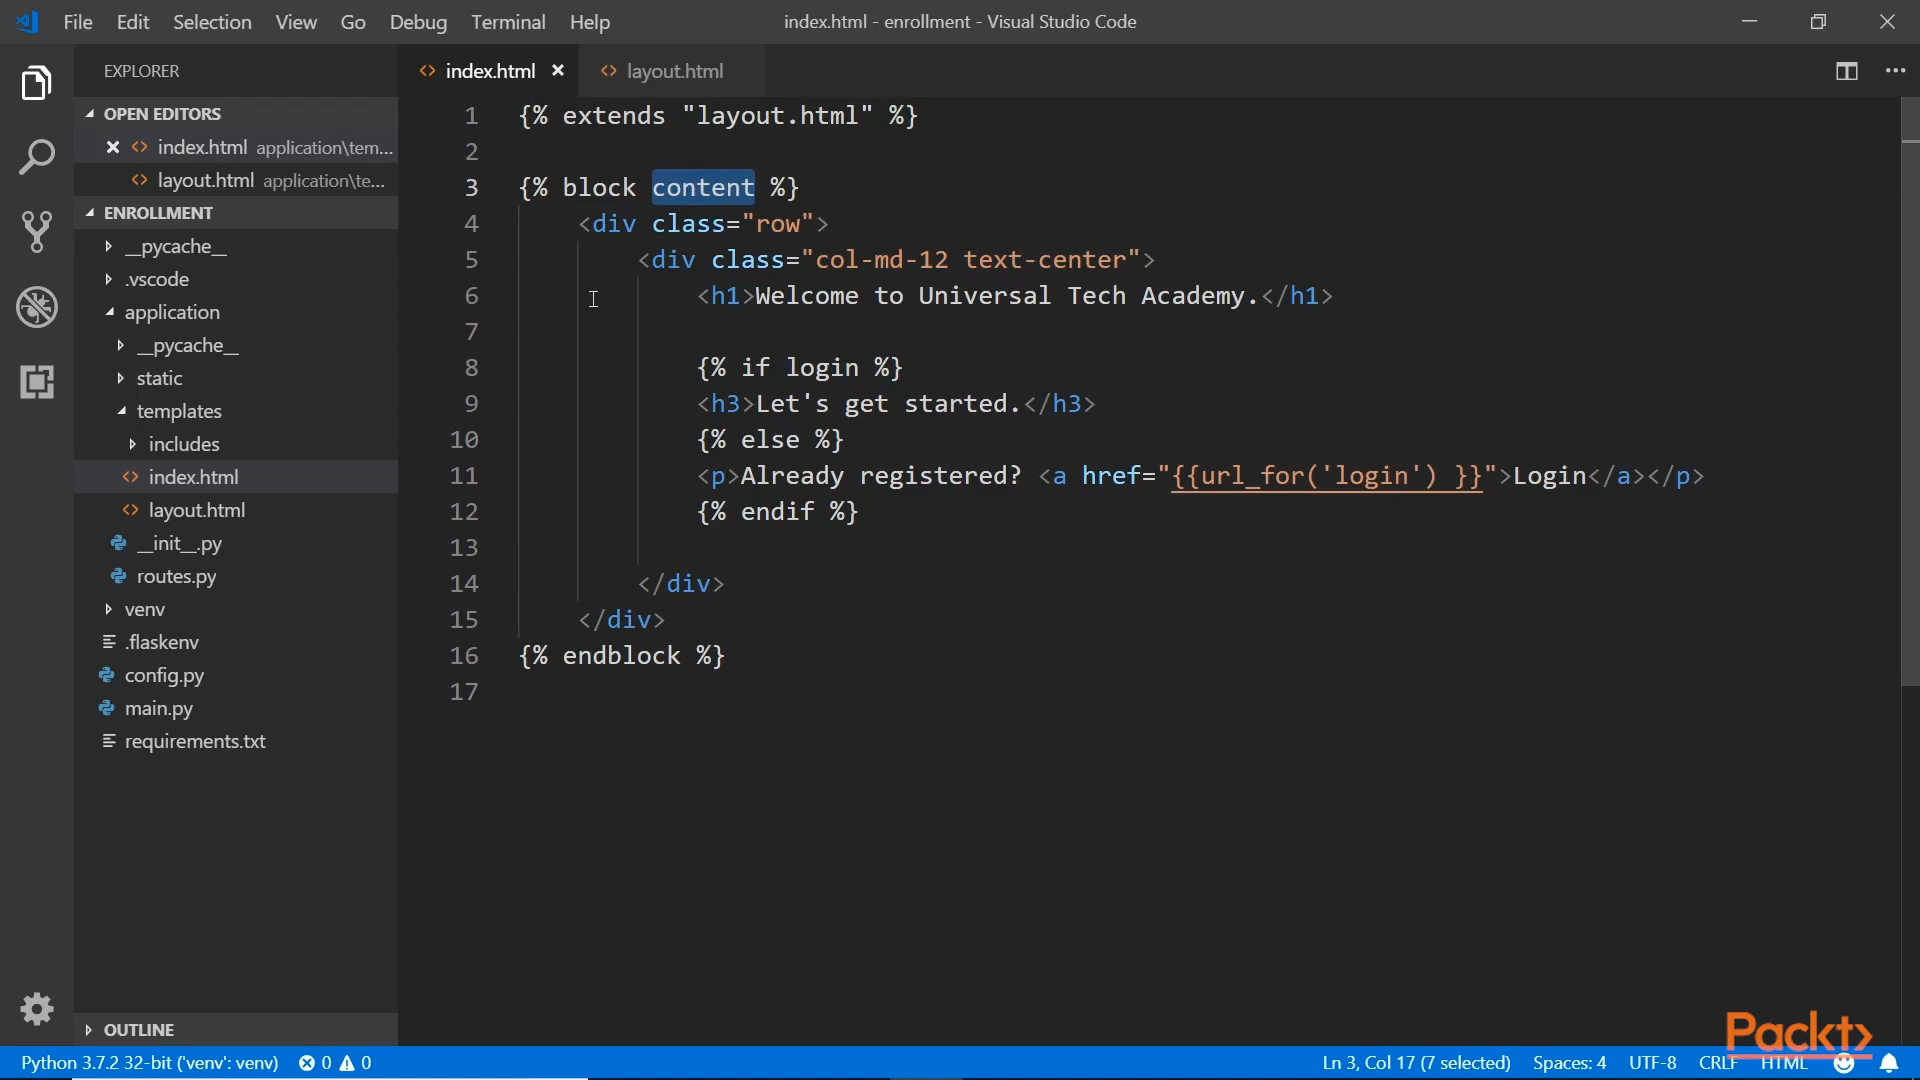 File Edit Selection View Go Debug Terminal Help
index.html - enrollment - Visual Studio Code
EXPLORER
OPEN EDITORS
index.html application\tem...
layout.html application\te...
ENROLLMENT
__pycache__
.vscode
application
__pycache__
static
templates
includes
index.html
layout.html
__init__.py
routes.py
venv
.flaskenv
config.py
main.py
requirements.txt
OUTLINE
index.html
layout.html
1 {% extends "layout.html" %}
2
3 {% block content %}
4 <div class="row">
5 <div class="col-md-12 text-center">
6 <h1>Welcome to Universal Tech Academy.</h1>
7
8 {% if login %}
9 <h3>Let's get started.</h3>
10 {% else %}
11 <p>Already registered? <a href="{{url_for('login') }}">Login</a></p>
12 {% endif %}
13
14 </div>
15 </div>
16 {% endblock %}
17
Packt>
Python 3.7.2 32-bit ('venv': venv) 0 0
Ln 3, Col 17 (7 selected) Spaces: 4 UTF-8 CRLF HTML